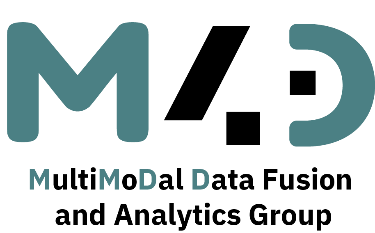 M4D
MultiMoDal Data Fusion
and Analytics Group